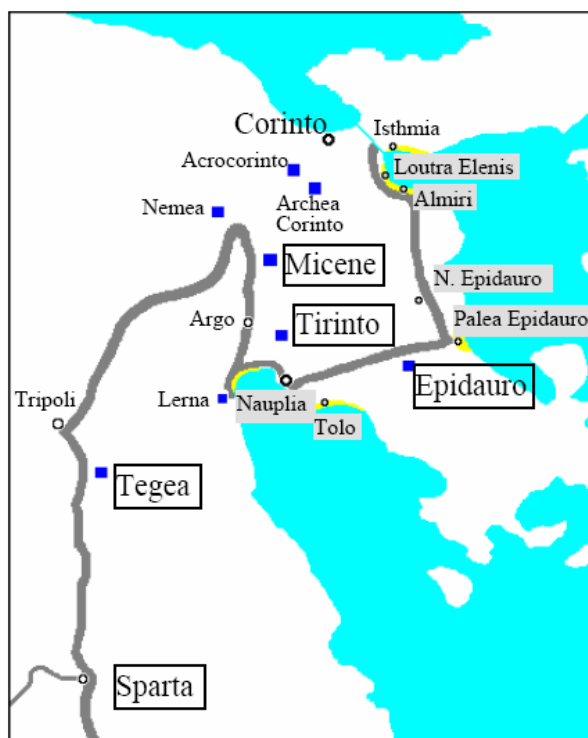 Corinto
Isthmia
Acrocorinto
Loutra Elenis
Archea
Corinto
Almiri
Nemea
Micene
N. Epidauro
Argo
Tirinto
Palea Epidauro
Epidauro
Tripoli
Lerna
Nauplia
Tolo
Tegea
Sparta